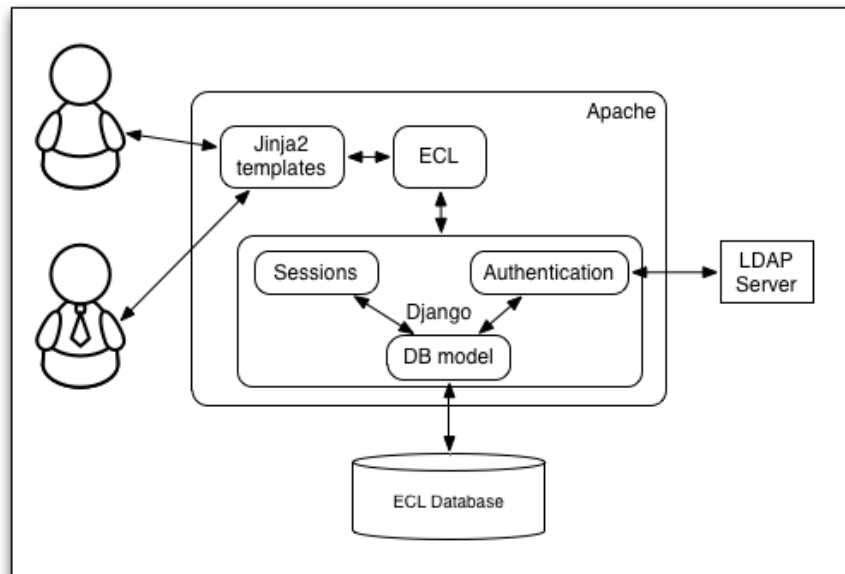 Apache
Jinja2
templates
ECL
Sessions
Authentication
Django
DB model
LDAP
Server
ECL Database